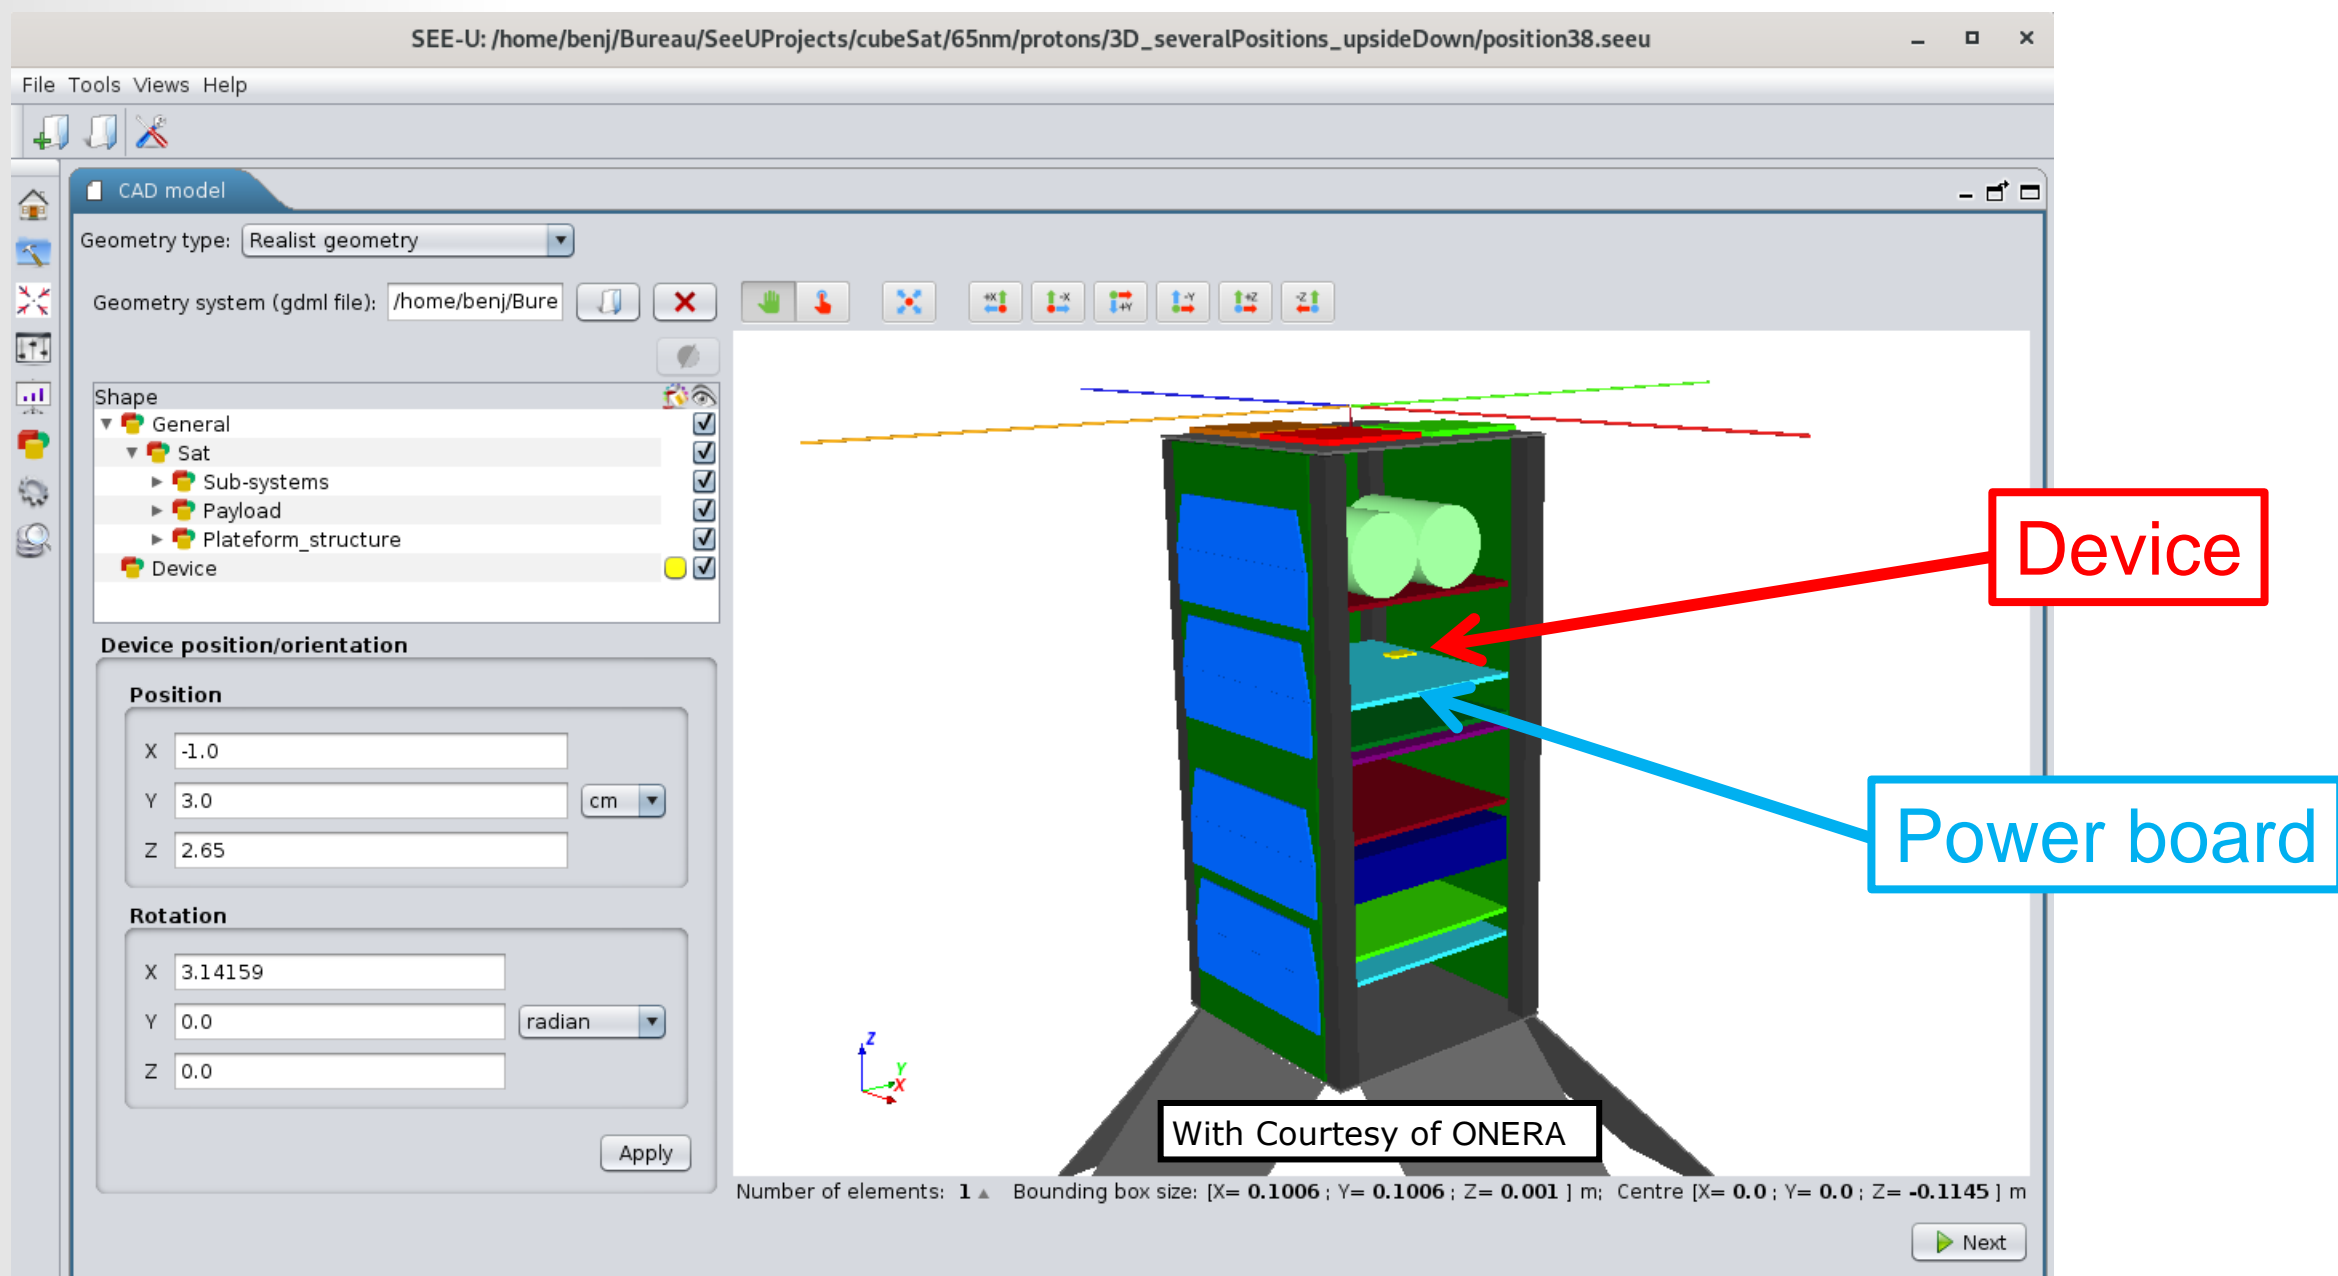 SEE-U: /home/benj/Bureau/SeeUProjects/cubeSat/65nm/protons/3D_severalPositions_upsideDown/position38.seeu
File Tools Views Help
CAD model
Geometry type: Realist geometry
Geometry system (gdml file): /home/benj/Bure
+X -X +Y -Y +Z -Z
Shape
General
Sat
Sub-systems
Payload
Plateform_structure
Device
Device position/orientation
Position
X -1.0
Y 3.0 cm
Z 2.65
Rotation
X 3.14159
Y 0.0 radian
Z 0.0
Apply
Device
Power board
Z
Y
X
With Courtesy of ONERA
Number of elements: 1 Bounding box size: [X= 0.1006 ; Y= 0.1006 ; Z= 0.001 ] m; Centre [X= 0.0 ; Y= 0.0 ; Z= -0.1145 ] m
Next